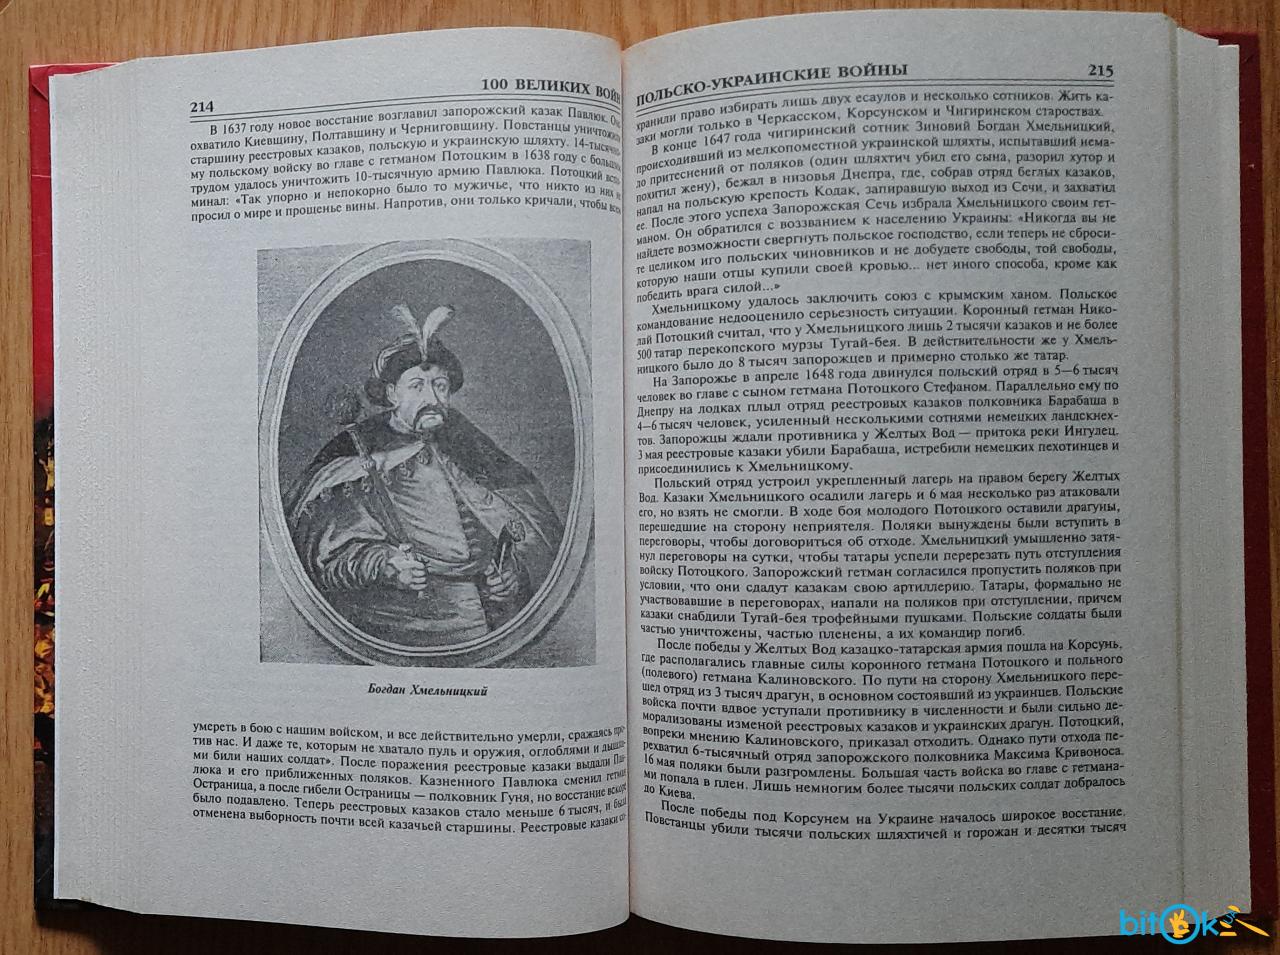 214
100 ВЕЛИКИХ ВОЙН
В 1637 году новое восстание возглавил запорожский казак Павлюк. Оно
охватило Киевщину, Полтавщину и Черниговщину. Повстанцы уничтожили
старшину реестровых казаков, польскую и украинскую шляхту. 14-тысячно-
му польскому войску во главе с гетманом Потоцким в 1638 году с большим
трудом удалось уничтожить 10-тысячную армию Павлюка. Потоцкий вспо-
минал: «Так упорно и непокорно было то мужичье, что никто из них не
просил о мире и прощенье вины. Напротив, они только кричали, чтобы всем
Богдан Хмельницкий
умереть в бою с нашим войском, и все действительно умерли, сражаясь про-
тив нас. И даже те, которым не хватало пуль и оружия, оглоблями и дышла-
ми били наших солдат». После поражения реестровые казаки выдали Пав-
люка и его приближенных поляков. Казненного Павлюка сменил гетман
Остраница, а после гибели Остраницы — полковник Гуня, но восстание вскоре
было подавлено. Теперь реестровых казаков стало меньше 6 тысяч, и была
отменена выборность почти всей казачьей старшины. Реестровые казаки со-
ПОЛЬСКО-УКРАИНСКИЕ ВОЙНЫ
215
хранили право избирать лишь двух есаулов и несколько сотников. Жить ка-
заки могли только в Черкасском, Корсунском и Чигиринском староствах.
В конце 1647 года чигиринский сотник Зиновий Богдан Хмельницкий,
происходивший из мелкопоместной украинской шляхты, испытавший нема-
ло притеснений от поляков (один шляхтич убил его сына, разорил хутор и
похитил жену), бежал в низовья Днепра, где, собрав отряд беглых казаков,
напал на польскую крепость Кодак, запиравшую выход из Сечи, и захватил
ее. После этого успеха Запорожская Сечь избрала Хмельницкого своим гет-
маном. Он обратился с воззванием к населению Украины: «Никогда вы не
найдете возможности свергнуть польское господство, если теперь не сброси-
те целиком иго польских чиновников и не добудете свободы, той свободы,
которую наши отцы купили своей кровью... нет иного способа, кроме как
победить врага силой...»
Хмельницкому удалось заключить союз с крымским ханом. Польское
командование недооценило серьезность ситуации. Коронный гетман Нико-
лай Потоцкий считал, что у Хмельницкого лишь 2 тысячи казаков и не более
500 татар перекопского мурзы Тугай-бея. В действительности же у Хмель-
ницкого было до 8 тысяч запорожцев и примерно столько же татар.
На Запорожье в апреле 1648 года двинулся польский отряд в 5—6 тысяч
человек во главе с сыном гетмана Потоцкого Стефаном. Параллельно ему по
Днепру на лодках плыл отряд реестровых казаков полковника Барабаша в
4—6 тысяч человек, усиленный несколькими сотнями немецких ландскнех-
тов. Запорожцы ждали противника у Желтых Вод — притока реки Ингулец.
3 мая реестровые казаки убили Барабаша, истребили немецких пехотинцев и
присоединились к Хмельницкому.
Польский отряд устроил укрепленный лагерь на правом берегу Желтых
Вод. Казаки Хмельницкого осадили лагерь и 6 мая несколько раз атаковали
его, но взять не смогли. В ходе боя молодого Потоцкого оставили драгуны,
перешедшие на сторону неприятеля. Поляки вынуждены были вступить в
переговоры, чтобы договориться об отходе. Хмельницкий умышленно затя-
нул переговоры на сутки, чтобы татары успели перерезать путь отступления
войску Потоцкого. Запорожский гетман согласился пропустить поляков при
условии, что они сдадут казакам свою артиллерию. Татары, формально не
участвовавшие в переговорах, напали на поляков при отступлении, причем
казаки снабдили Тугай-бея трофейными пушками. Польские солдаты были
частью уничтожены, частью пленены, а их командир погиб.
После победы у Желтых Вод казацко-татарская армия пошла на Корсунь,
где располагались главные силы коронного гетмана Потоцкого и польного
(полевого) гетмана Калиновского. По пути на сторону Хмельницкого пере-
шел отряд из 3 тысяч драгун, в основном состоявший из украинцев. Польские
войска почти вдвое уступали противнику в численности и были сильно де-
морализованы изменой реестровых казаков и украинских драгун. Потоцкий,
вопреки мнению Калиновского, приказал отходить. Однако пути отхода пе-
рехватил 6-тысячный отряд запорожского полковника Максима Кривоноса.
16 мая поляки были разгромлены. Большая часть войска во главе с гетмана-
ми попала в плен. Лишь немногим более тысячи польских солдат добралось
до Киева.
После победы под Корсунем на Украине началось широкое восстание.
Повстанцы убили тысячи польских шляхтичей и горожан и десятки тысяч
bitOk